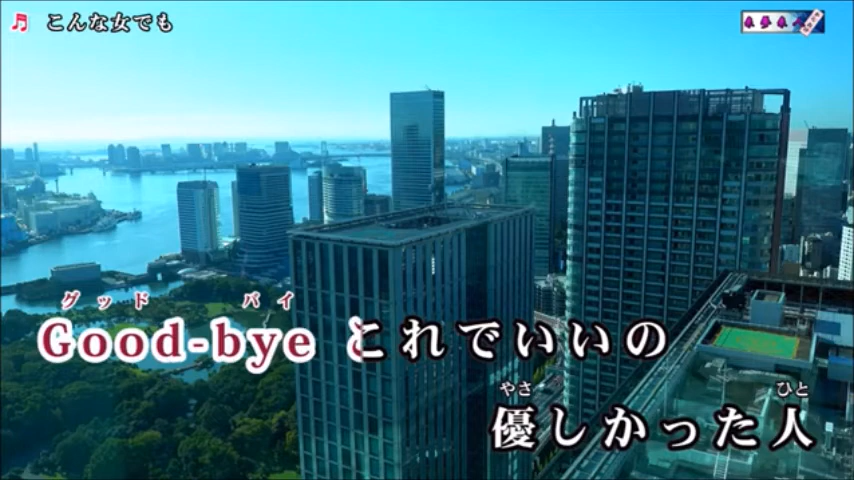 こんな女でも
グッド バイ
Good-bye これでいいの
やさ ひと
優しかった人